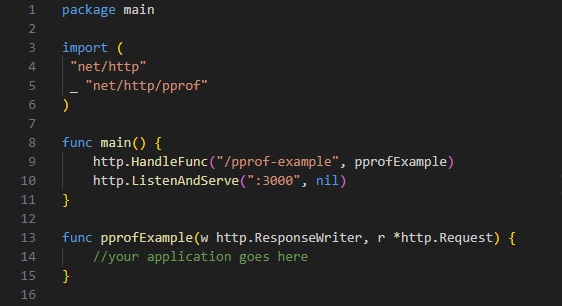 1 package main
2
3 import (
4 "net/http"
5 _ "net/http/pprof"
6 )
7
8 func main() {
9 http.HandleFunc("/pprof-example", pprofExample)
10 http.ListenAndServe(":3000", nil)
11 }
12
13 func pprofExample(w http.ResponseWriter, r *http.Request) {
14 //your application goes here
15 }
16